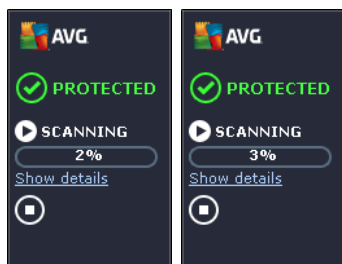 AVG
PROTECTED
SCANNING
2%
Show details
AVG
PROTECTED
SCANNING
3%
Show details